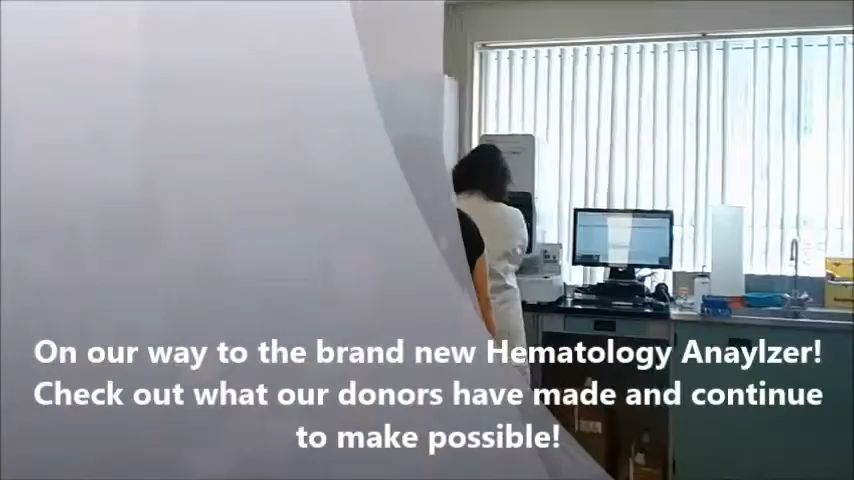 On our way to the brand new Hematology Anaylzer!
Check out what our donors have made and continue
to make possible!